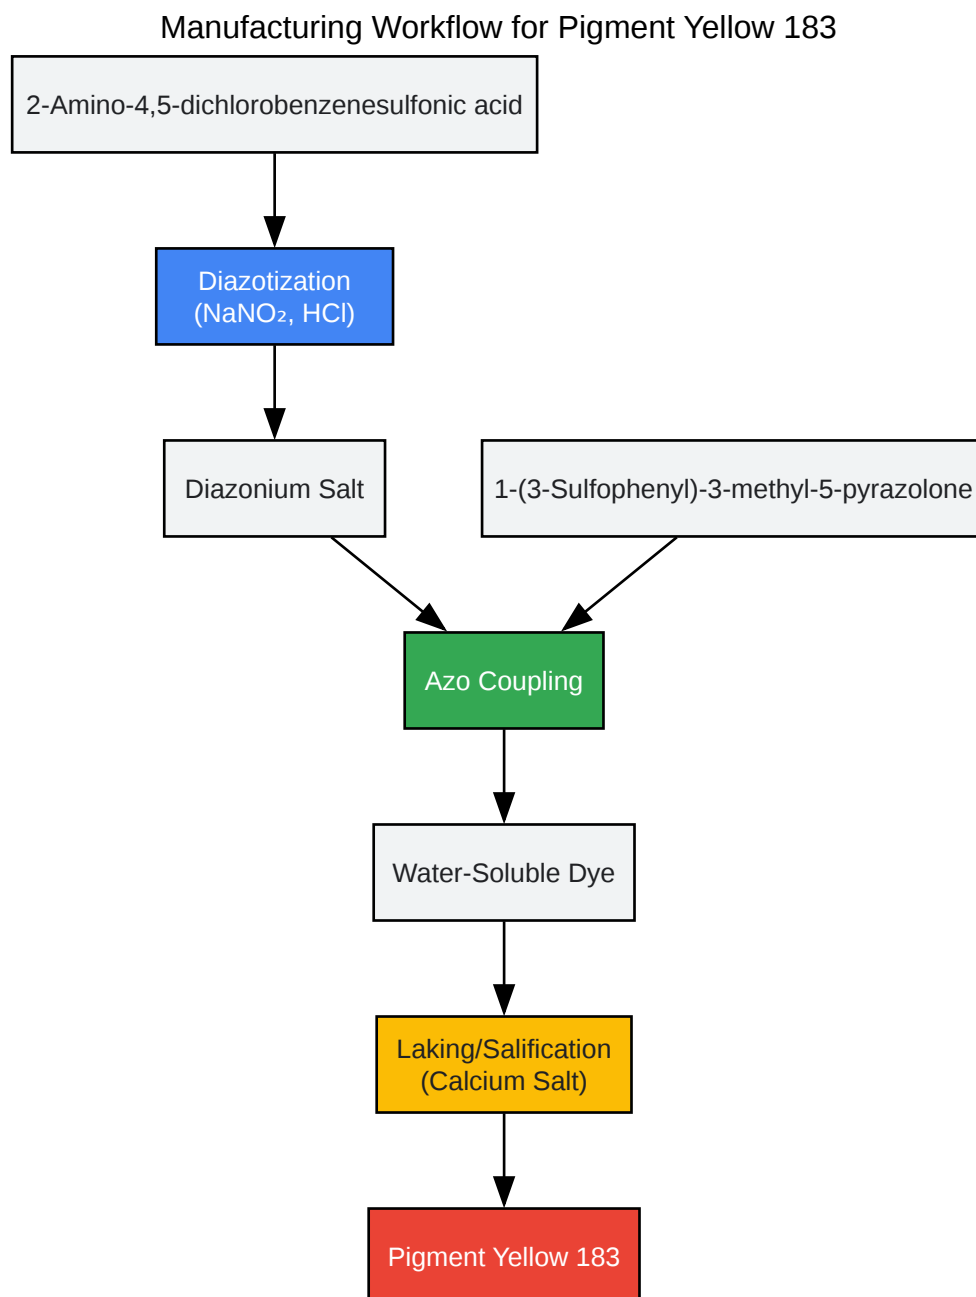 Manufacturing Workflow for Pigment Yellow 183
2-Amino-4,5-dichlorobenzenesulfonic acid
Diazotization
(NaNO₂, HCl)
Diazonium Salt
1-(3-Sulfophenyl)-3-methyl-5-pyrazolone
Azo Coupling
Water-Soluble Dye
Laking/Salification
(Calcium Salt)
Pigment Yellow 183